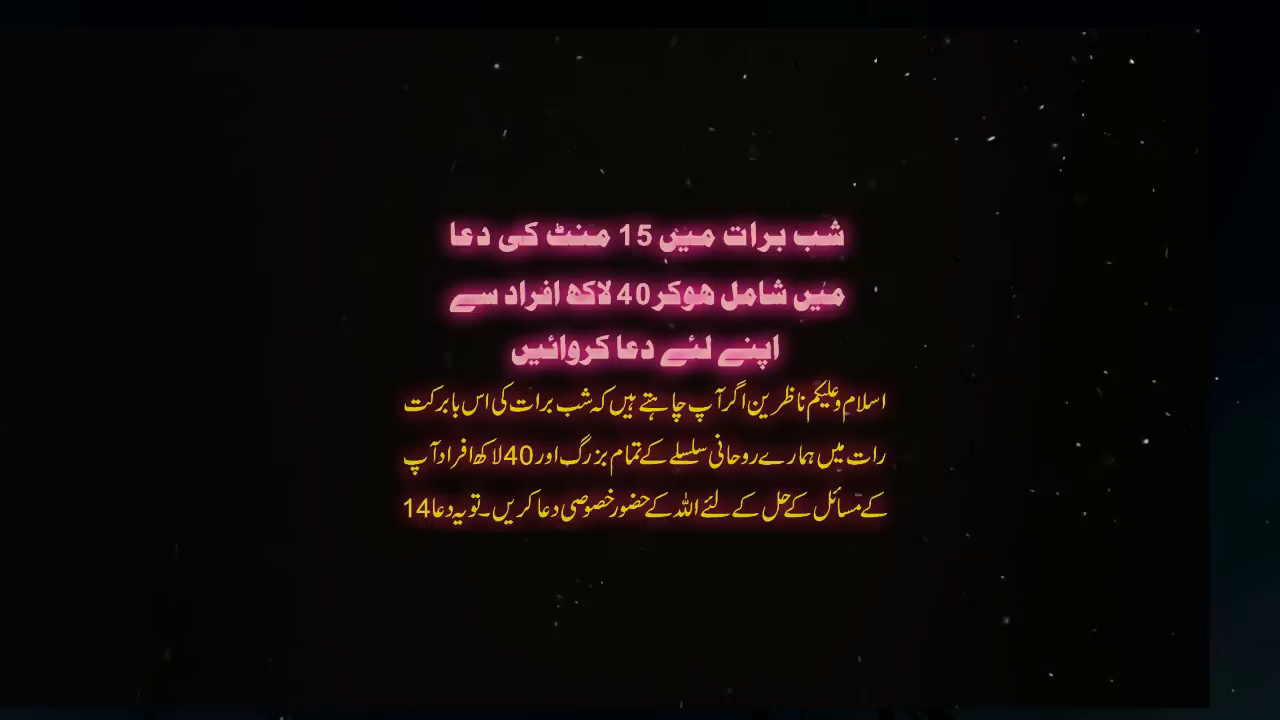 شب برات میں 15 منٹ کی دعا
میں شامل ھوکر 40 لاکھ افراد سے
اپنے لئے دعا کروائیں
اسلام وعلیکم ناظرین اگر آپ چاہتے ہیں کہ شب برات کی اس بابرکت
رات میں ہمارے روحانی سلسلے کے تمام بزرگ اور 40 لاکھ افراد آپ
کے مسائل کے حل کے لئے اللہ کے حضور خصوصی دعا کریں۔ تو یہ دعا 14